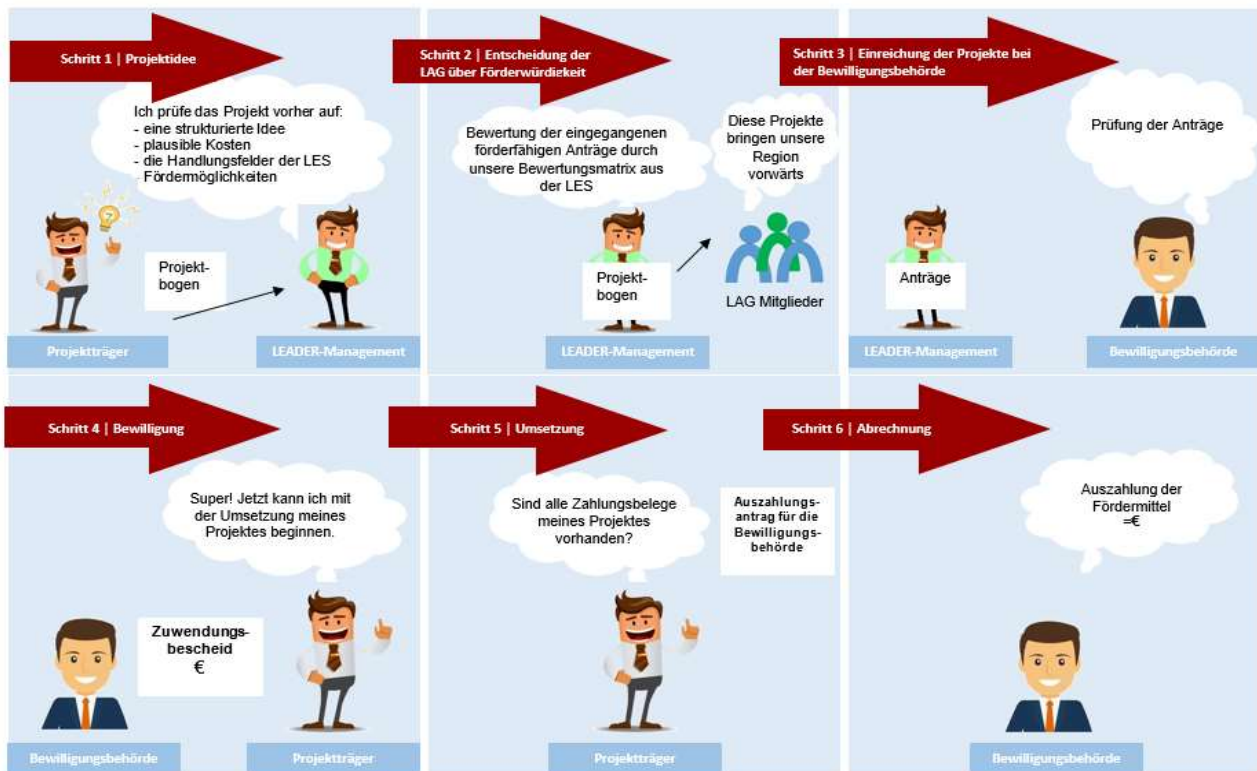 Schritt 1 | Projektidee
Ich prüfe das Projekt vorher auf:
- eine strukturierte Idee
- plausible Kosten
- die Handlungsfelder der LES
- Fördermöglichkeiten
Projekt-
bogen
Projektträger
LEADER-Management
Schritt 2 | Entscheidung der
LAG über Förderwürdigkeit
Bewertung der eingegangenen
förderfähigen Anträge durch
unsere Bewertungsmatrix aus
der LES
Diese Projekte
bringen unsere
Region
vorwärts
Projekt-
bogen
LAG Mitglieder
LEADER-Management
Schritt 3 | Einreichung der Projekte bei
der Bewilligungsbehörde
Prüfung der Anträge
Anträge
LEADER-Management
Bewilligungsbehörde
Schritt 4 | Bewilligung
Super! Jetzt kann ich mit
der Umsetzung meines
Projektes beginnen.
Zuwendungs-
bescheid
€
Bewilligungsbehörde
Projektträger
Schritt 5 | Umsetzung
Sind alle Zahlungsbelege
meines Projektes
vorhanden?
Auszahlungs-
antrag für die
Bewilligungs-
behörde
Projektträger
Schritt 6 | Abrechnung
Auszahlung der
Fördermittel
=€
Bewilligungsbehörde